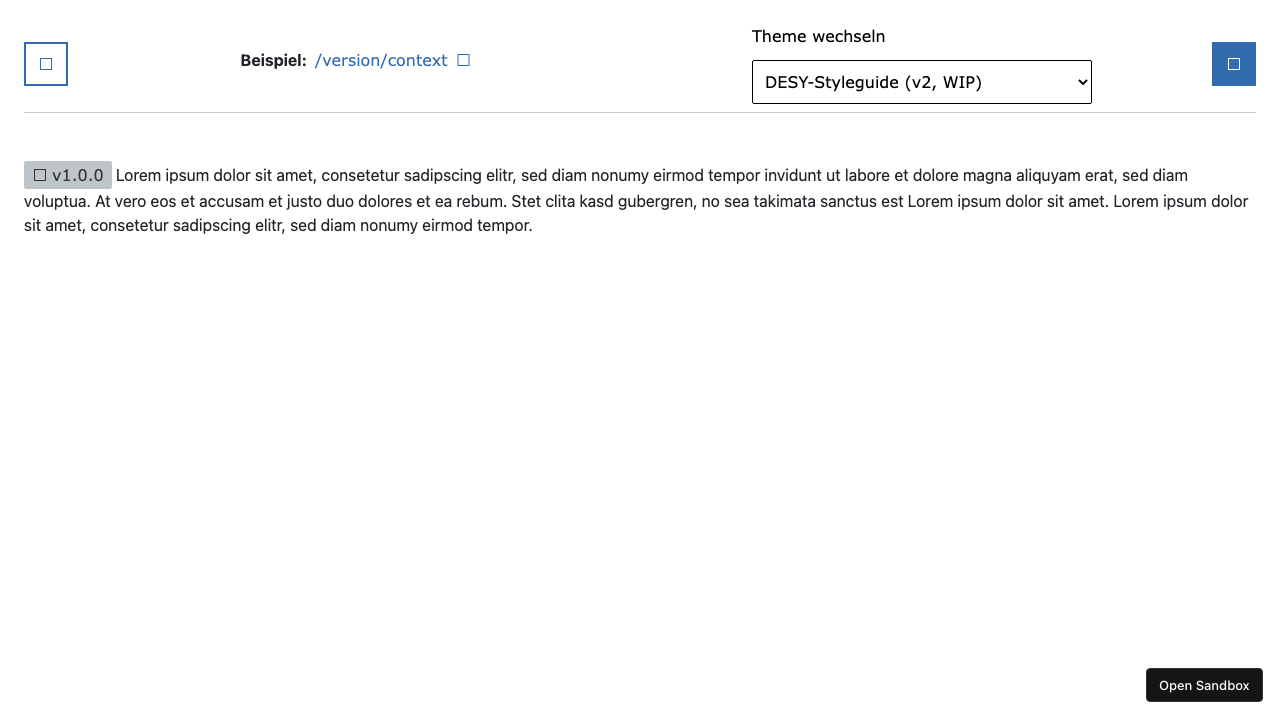 Beispiel: /version/context
Theme wechseln
DESY-Styleguide (v2, WIP)
v1.0.0 Lorem ipsum dolor sit amet, consetetur sadipscing elitr, sed diam nonumy eirmod tempor invidunt ut labore et dolore magna aliquyam erat, sed diam
voluptua. At vero eos et accusam et justo duo dolores et ea rebum. Stet clita kasd gubergren, no sea takimata sanctus est Lorem ipsum dolor sit amet. Lorem ipsum dolor
sit amet, consetetur sadipscing elitr, sed diam nonumy eirmod tempor.
Open Sandbox